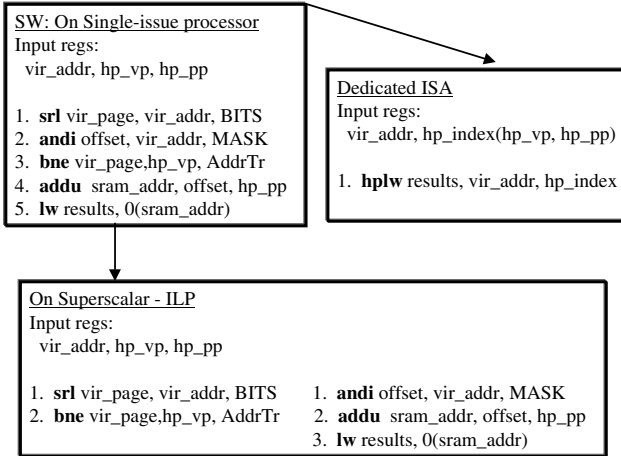 SW: On Single-issue processor
Input regs:
vir_addr, hp_vp, hp_pp
1. srl vir_page, vir_addr, BITS
2. andi offset, vir_addr, MASK
3. bne vir_page,hp_vp, AddrTr
4. addu sram_addr, offset, hp_pp
5. lw results, 0(sram_addr)
Dedicated ISA
Input regs:
vir_addr, hp_index(hp_vp, hp_pp)
1. hplw results, vir_addr, hp_index
On Superscalar - ILP
Input regs:
vir_addr, hp_vp, hp_pp
1. srl vir_page, vir_addr, BITS
2. bne vir_page,hp_vp, AddrTr
1. andi offset, vir_addr, MASK
2. addu sram_addr, offset, hp_pp
3. lw results, 0(sram_addr)